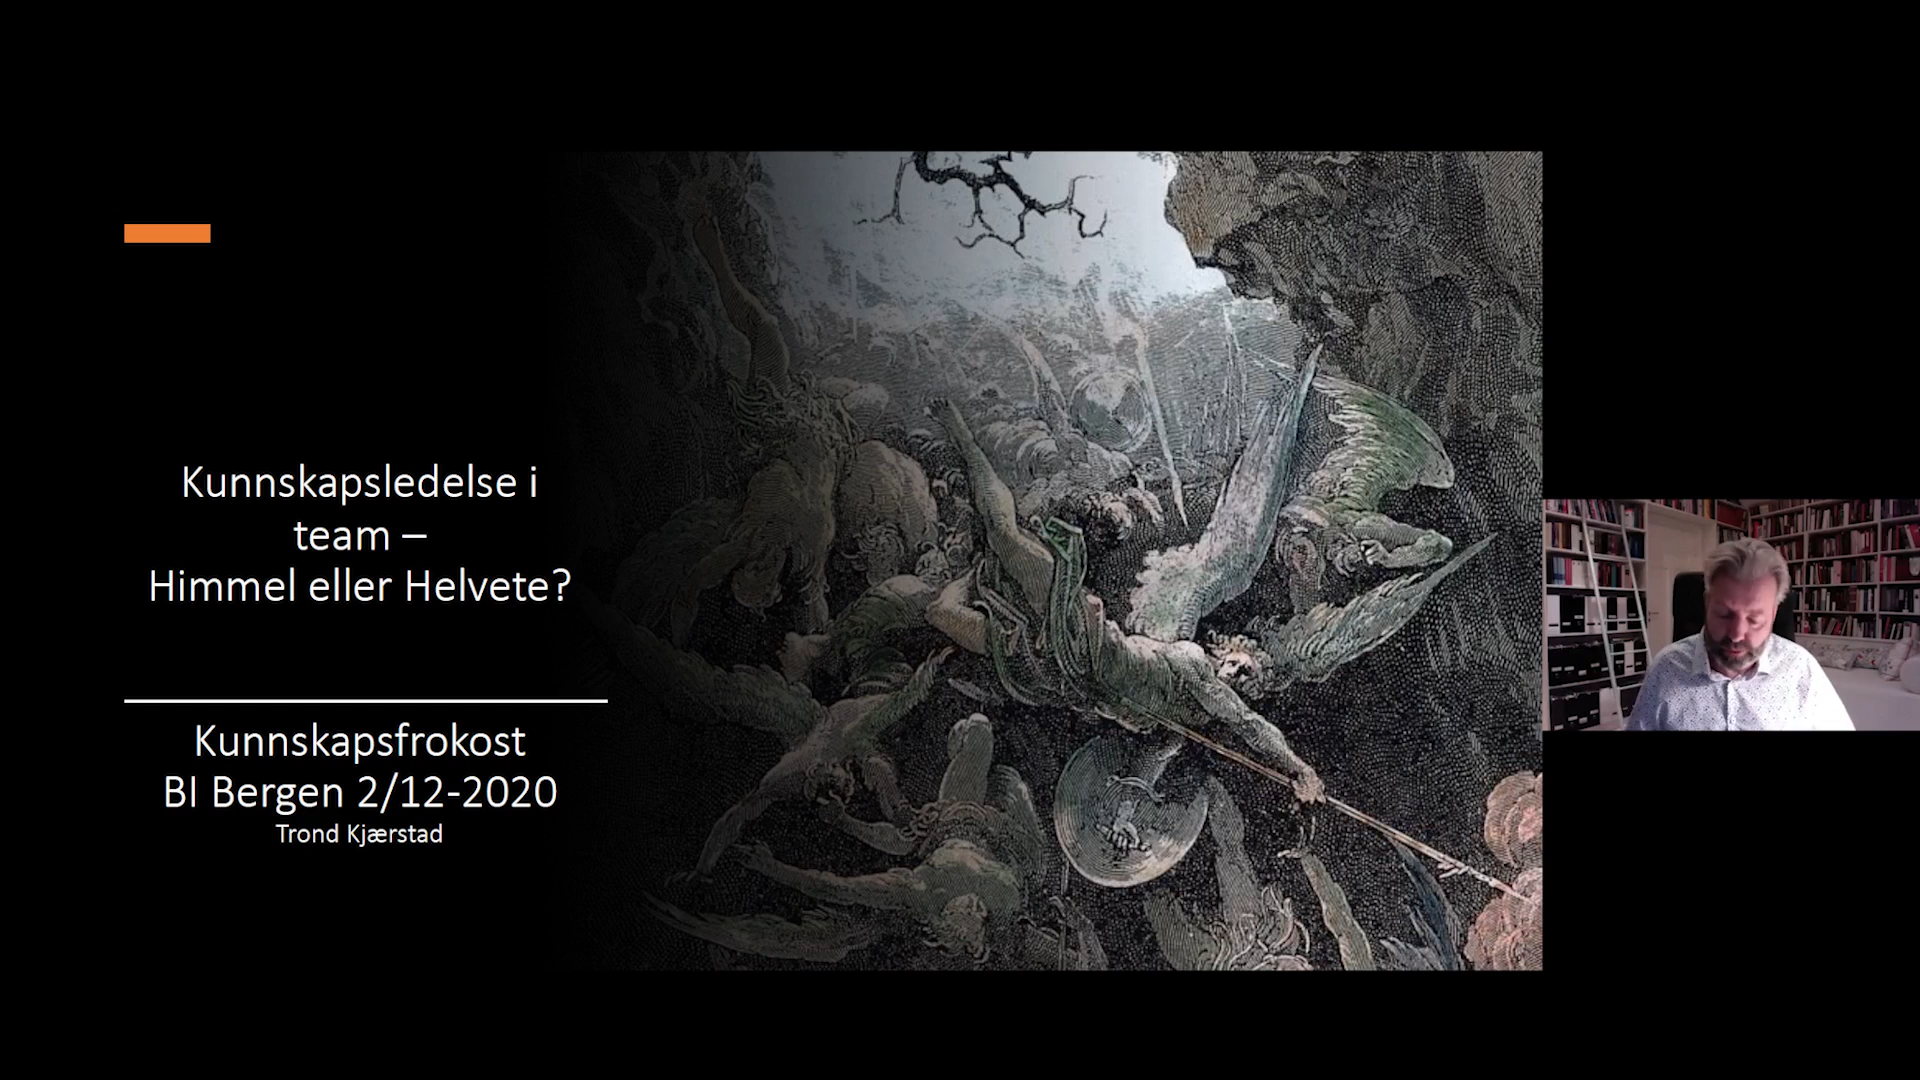 Kunnskapsledelse i
team –
Himmel eller Helvete?
Kunnskapsfrokost
BI Bergen 2/12-2020
Trond Kjærstad